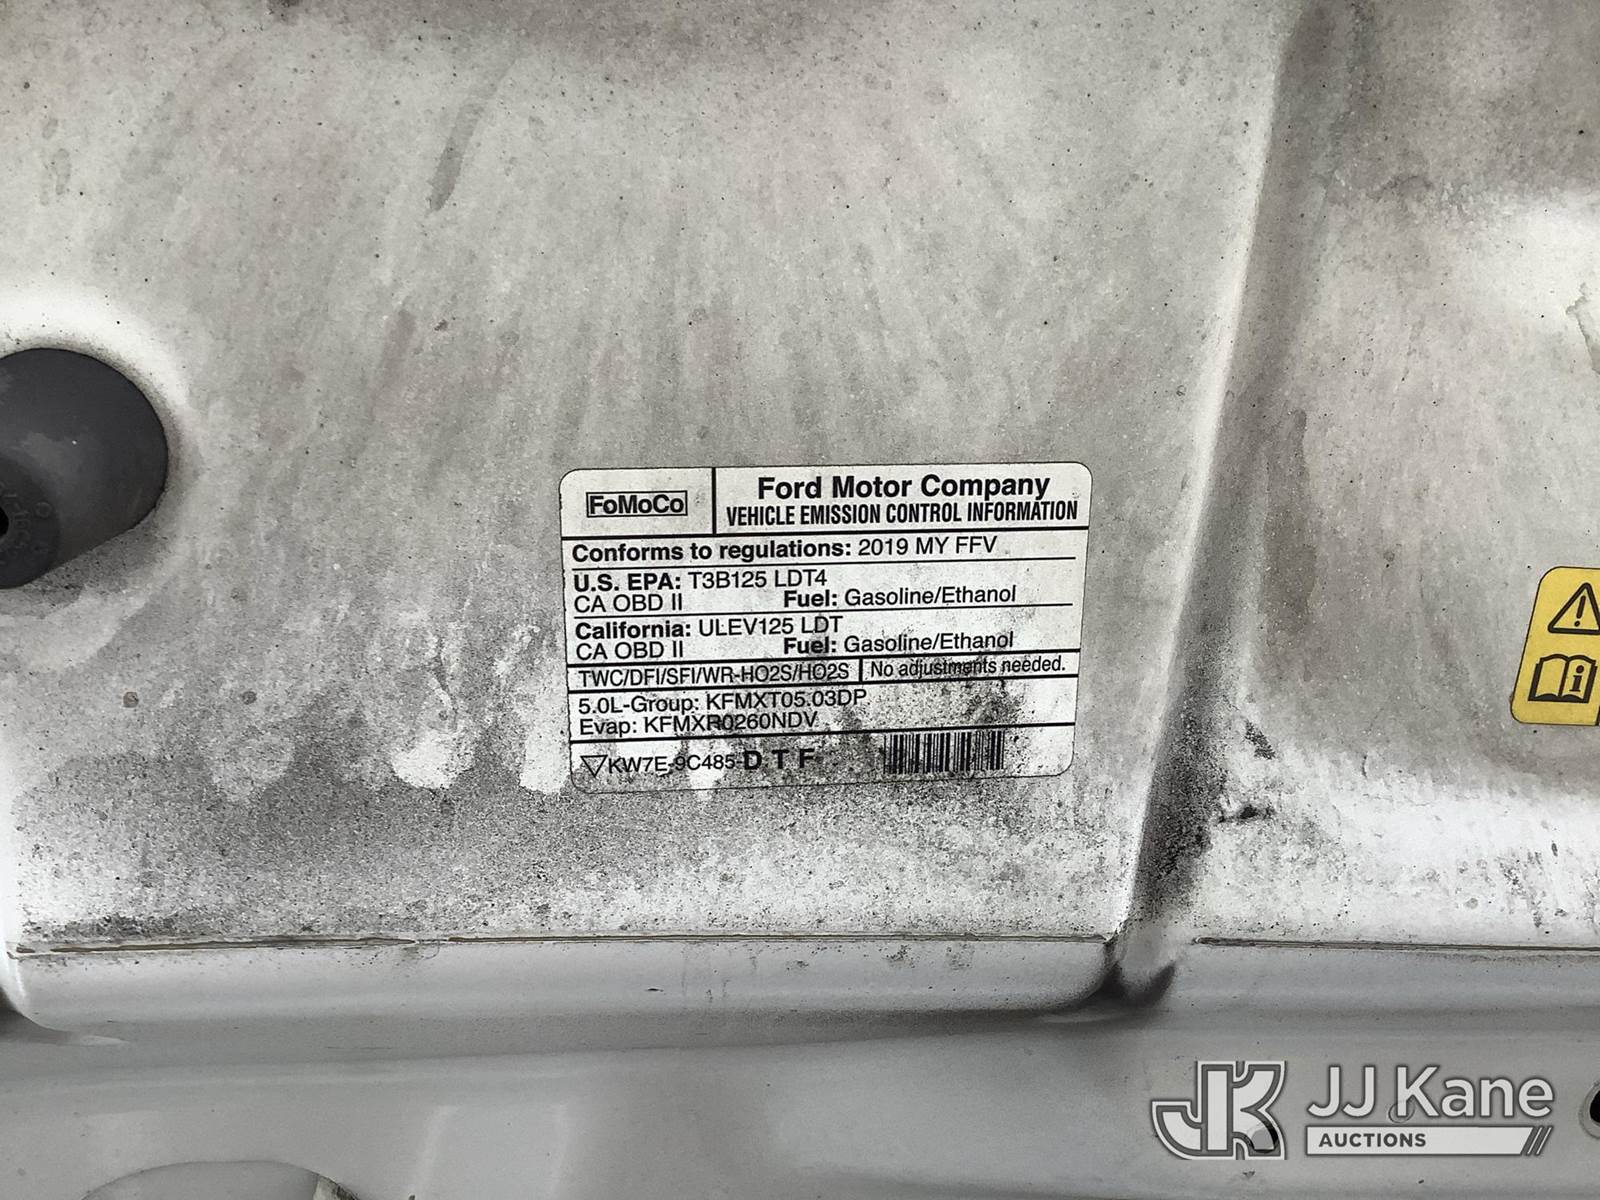 FoMoCo
Ford Motor Company
VEHICLE EMISSION CONTROL INFORMATION
Conforms to regulations: 2019 MY FFV
U.S. EPA: T3B125 LDT4
CA OBD II Fuel: Gasoline/Ethanol
California: ULEV125 LDT
CA OBD II Fuel: Gasoline/Ethanol
TWC/DFI/SFI/WR-HO2S/HO2S No adjustments needed.
5.0L-Group: KFMXT05.03DP
Evap: KFMXR0260NDV
KW7E-9C485-DTF
JK JJ Kane
AUCTIONS